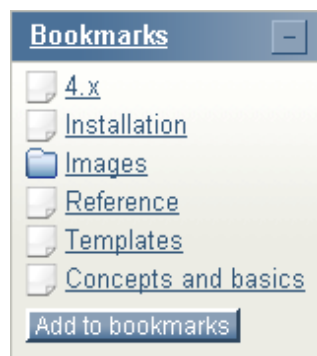 Bookmarks
4.x
Installation
Images
Reference
Templates
Concepts and basics
Add to bookmarks